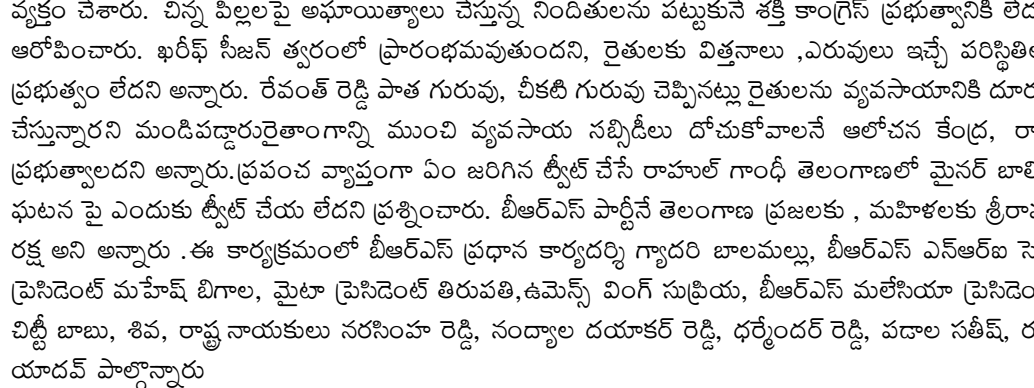 వ్యక్తం చేశారు. చిన్న పిల్లలపై అఘాయిత్యాలు చేస్తున్న నిందితులను పట్టుకునే శక్తి కాంగ్రెస్ ప్రభుత్వానికి
ఆరోపించారు. ఖరీఫ్ సీజన్ త్వరంలో ప్రారంభమవుతుందని, రైతులకు విత్తనాలు ,ఎరువులు ఇచ్చే
ప్రభుత్వం లేదని అన్నారు. రేవంత్ రెడ్డి పాత గురువు, చీకటి గురువు చెప్పినట్లు రైతులను వ్యవసాయానికి
చేస్తున్నారని మండిపడ్డారురైతాంగాన్ని ముంచి వ్యవసాయ సబ్సిడీలు దోచుకోవాలనే ఆలోచన కేంద్ర,
ప్రభుత్వాలదని అన్నారు.ప్రపంచ వ్యాప్తంగా ఏం జరిగిన ట్వీట్ చేసే రాహుల్ గాంధీ తెలంగాణలో మైనర్
ఘటన పై ఎందుకు ట్వీట్ చేయ లేదని ప్రశ్నించారు. బీఆర్ఎస్ పార్టీనే తెలంగాణ ప్రజలకు , మహిళలకు
రక్ష అని అన్నారు .ఈ కార్యక్రమంలో బీఆర్ఎస్ ప్రధాన కార్యదర్శి గ్యాదరి బాలమల్లు, బీఆర్ఎస్ ఎన్ఆర్ఐ
ప్రెసిడెంట్ మహేష్ బిగాల, మైటా ప్రెసిడెంట్ తిరుపతి,ఉమెన్స్ వింగ్ సుప్రియ, బీఆర్ఎస్ మలేసియా
చిట్టీ బాబు, శివ, రాష్ట్ర నాయకులు నరసింహ రెడ్డి, నంద్యాల దయాకర్ రెడ్డి, ధర్మేందర్ రెడ్డి, పడాల సతీష్,
యాదవ్ పాల్గొన్నారు